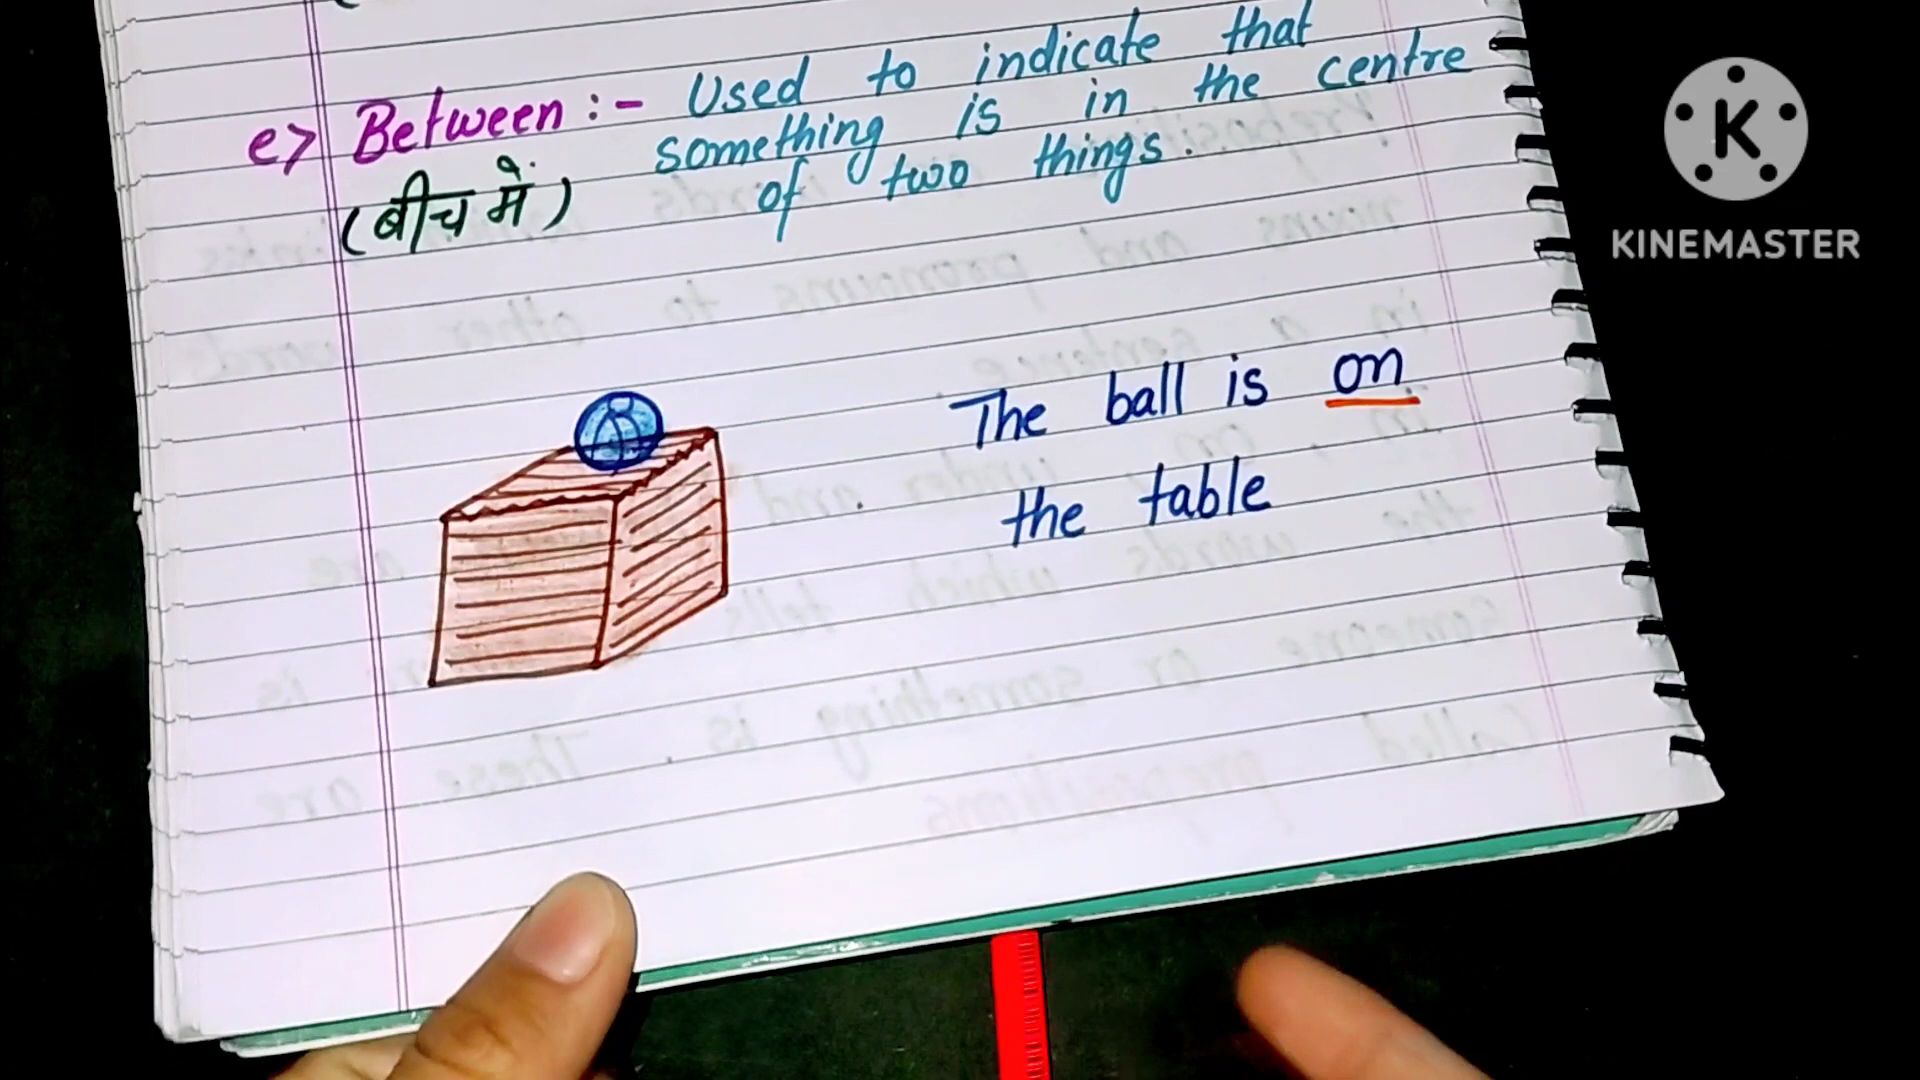 e> Between :- Used to indicate that
(बीच में) something is in the centre
of two things.
The ball is on
the table
K
KINEMASTER